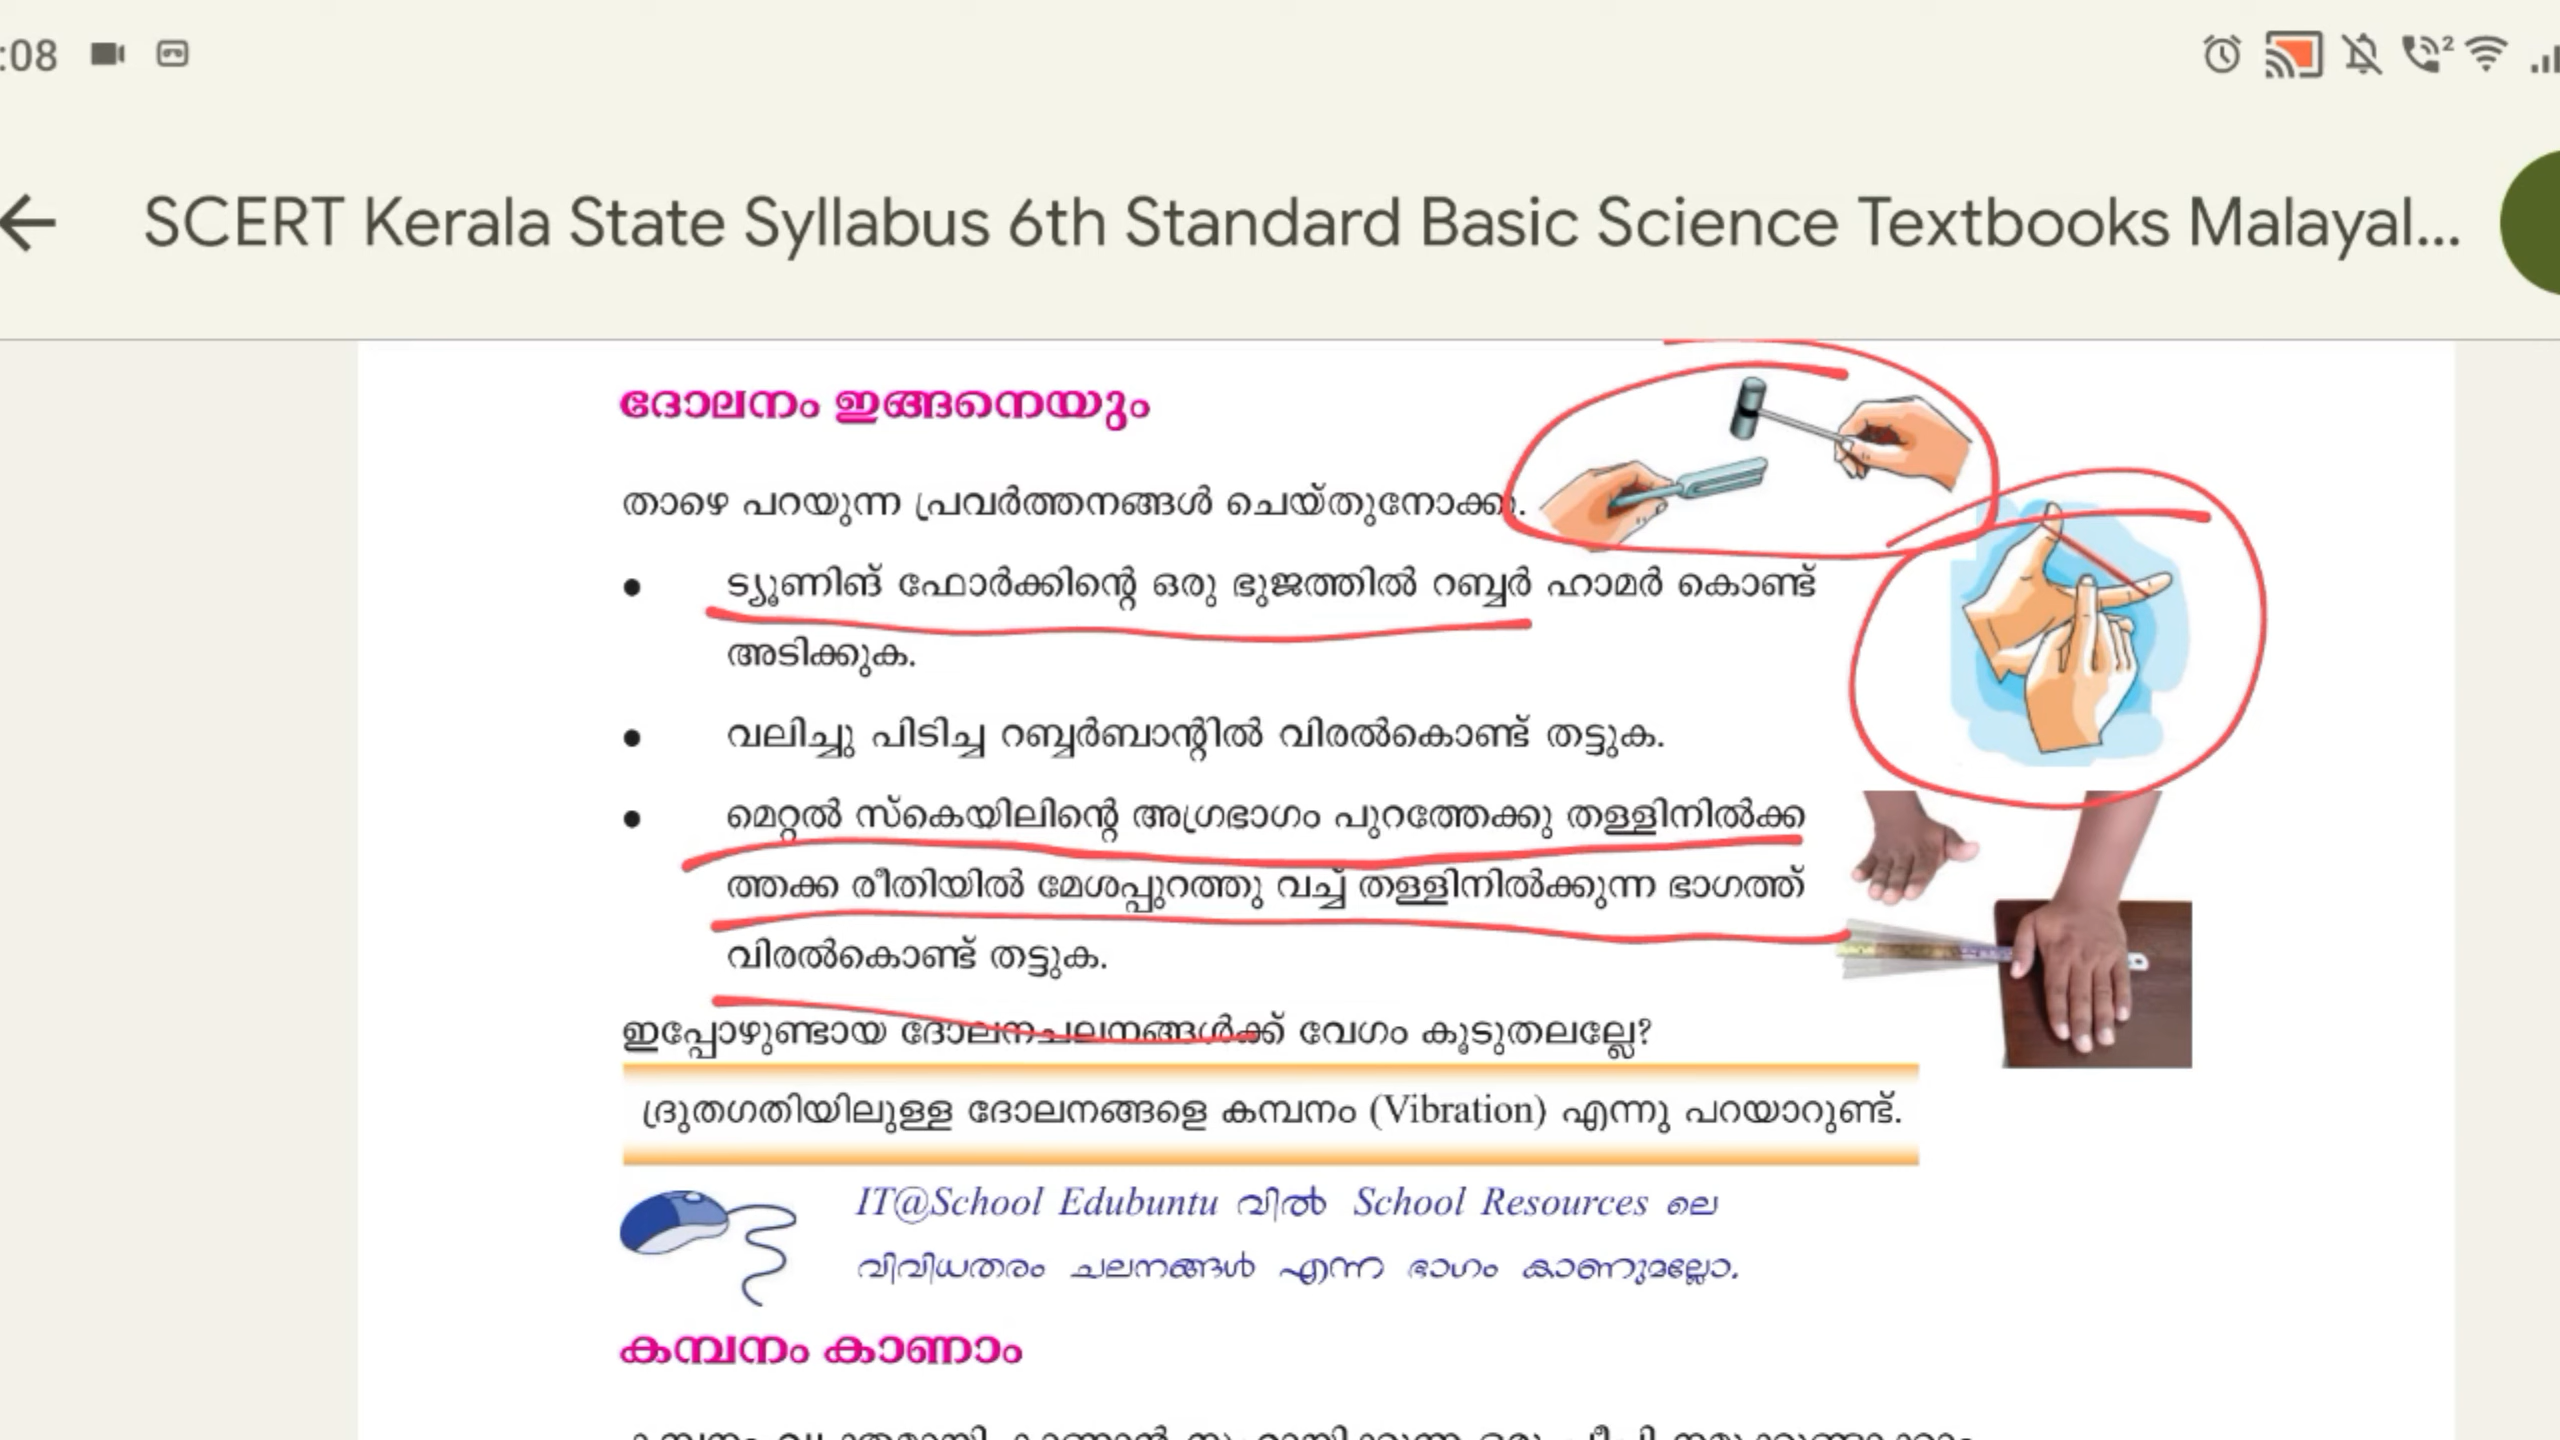 :08
2
SCERT Kerala State Syllabus 6th Standard Basic Science Textbooks Malayal...
ദോലനം ഇങ്ങനെയും
താഴെ പറയുന്ന പ്രവർത്തനങ്ങൾ ചെയ്തുനോക്കൂ.
• ട്യൂണിങ് ഫോർക്കിന്റെ ഒരു ഭുജത്തിൽ റബ്ബർ ഹാമർ കൊണ്ട്
അടിക്കുക.
• വലിച്ചു പിടിച്ച റബ്ബർബാന്റിൽ വിരൽകൊണ്ട് തട്ടുക.
• മെറ്റൽ സ്കെയിലിന്റെ അഗ്രഭാഗം പുറത്തേക്കു തള്ളിനിൽക്ക
ത്തക്ക രീതിയിൽ മേശപ്പുറത്തു വച്ച് തള്ളിനിൽക്കുന്ന ഭാഗത്ത്
വിരൽകൊണ്ട് തട്ടുക.
ഇപ്പോഴുണ്ടായ ദോലനചലനങ്ങൾക്ക് വേഗം കൂടുതലല്ലേ?
ദ്രുതഗതിയിലുള്ള ദോലനങ്ങളെ കമ്പനം (Vibration) എന്നു പറയാറുണ്ട്.
IT@School Edubuntu വിൽ School Resources ലെ
വിവിധതരം ചലനങ്ങൾ എന്ന ഭാഗം കാണുമല്ലോ.
കമ്പനം കാണാം